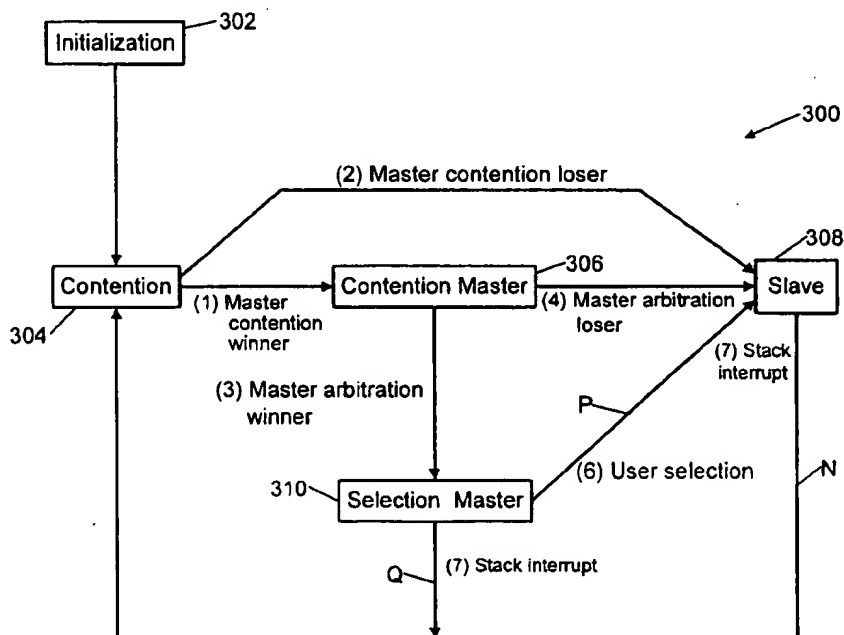 302
Initialization
300
(2) Master contention loser
308
306
Contention
Contention Master
Slave
304
(1) Master
contention
winner
(4) Master arbitration
loser
(7) Stack
interrupt
(3) Master arbitration
winner
P
(6) User selection
N
310
Selection Master
Q
(7) Stack interrupt